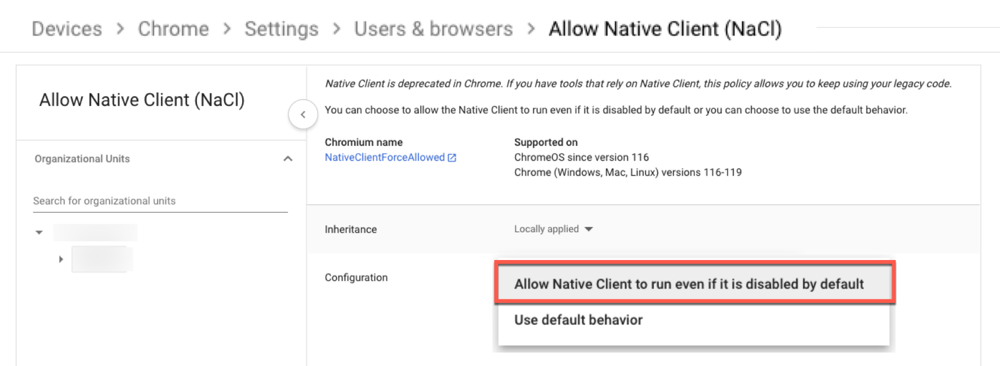 Devices > Chrome > Settings > Users & browsers > Allow Native Client (NaCl)
Allow Native Client (NaCl)
Organizational Units
Search for organizational units
Native Client is deprecated in Chrome. If you have tools that rely on Native Client, this policy allows you to keep using your legacy code.
You can choose to allow the Native Client to run even if it is disabled by default or you can choose to use the default behavior.
Chromium name
NativeClientForceAllowed
Supported on
ChromeOS since version 116
Chrome (Windows, Mac, Linux) versions 116-119
Inheritance
Locally applied
Configuration
Allow Native Client to run even if it is disabled by default
Use default behavior